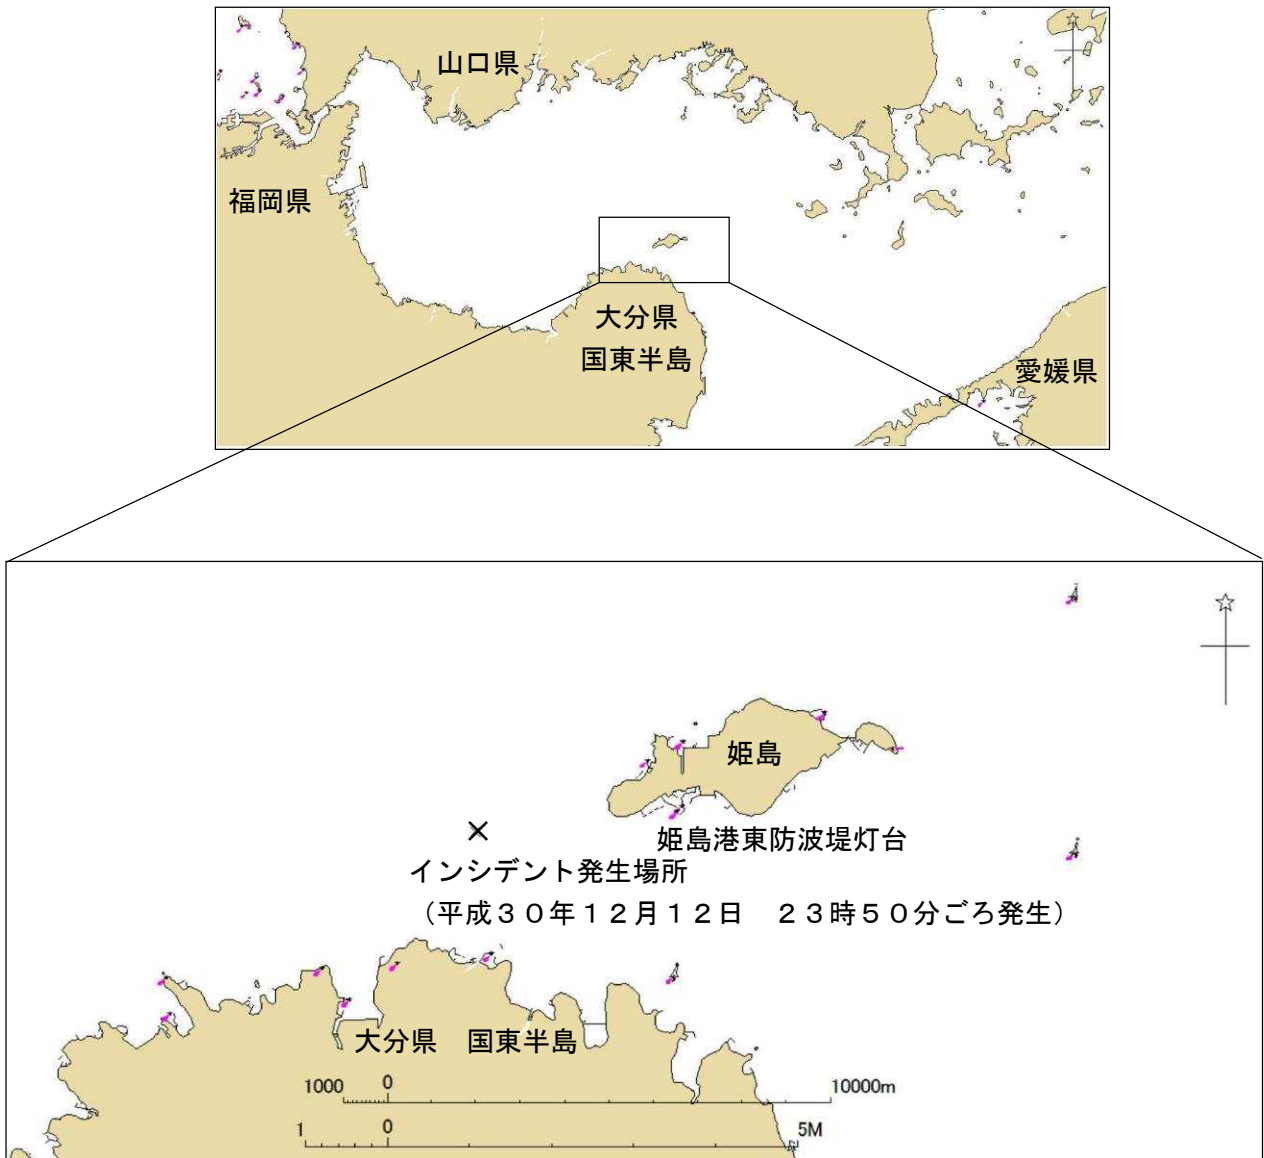 山口県
福岡県
大分県
国東半島
愛媛県
姫島
姫島港東防波堤灯台
インシデント発生場所
（平成３０年１２月１２日　２３時５０分ごろ発生）
大分県　国東半島
1000 0 10000m
1 0 5M